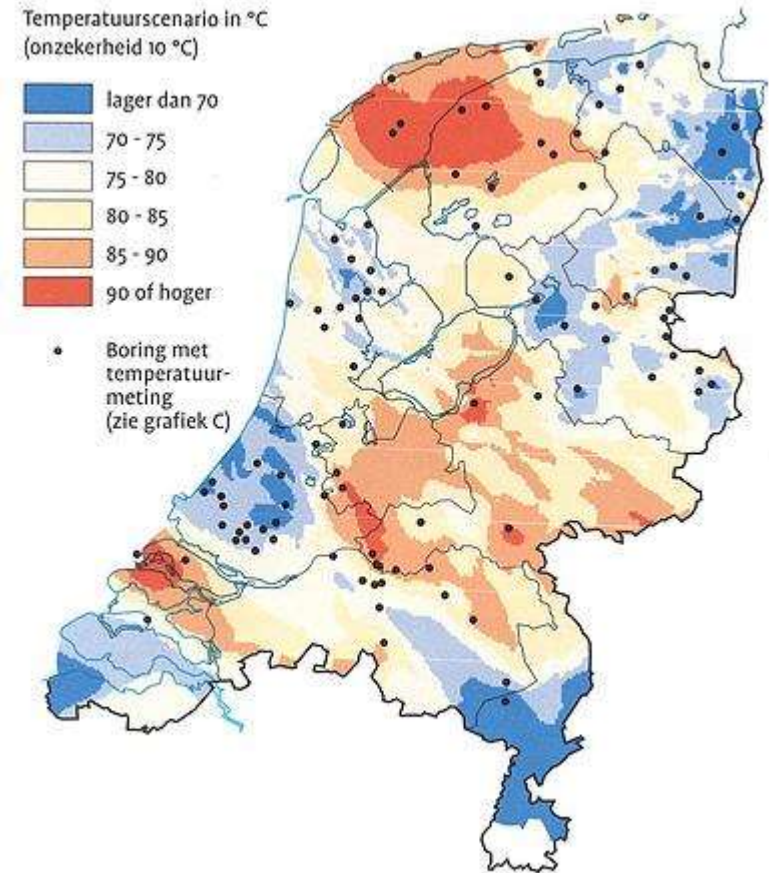 Temperatuurscenario in °C
(onzekerheid 10 °C)
lager dan 70
70 - 75
75 - 80
80 - 85
85 - 90
90 of hoger
Boring met
temperatuur-
meting
(zie grafiek C)